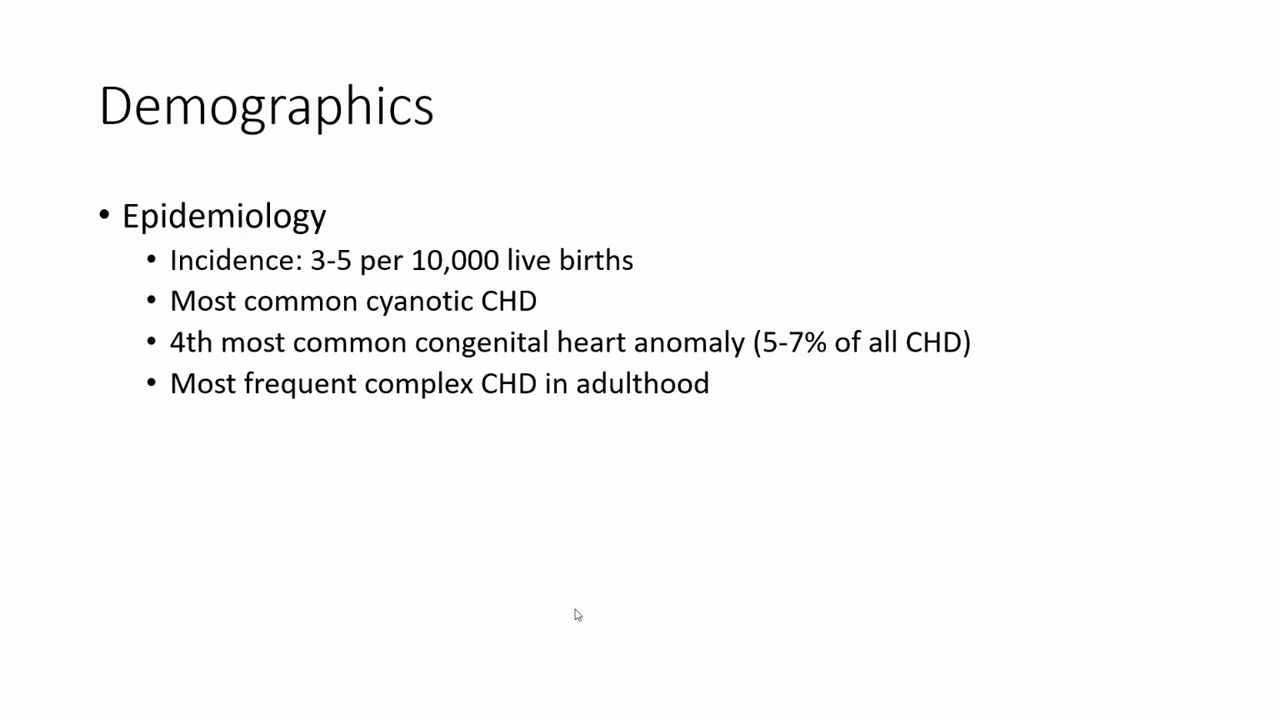 Demographics
• Epidemiology
• Incidence: 3-5 per 10,000 live births
• Most common cyanotic CHD
• 4th most common congenital heart anomaly (5-7% of all CHD)
• Most frequent complex CHD in adulthood